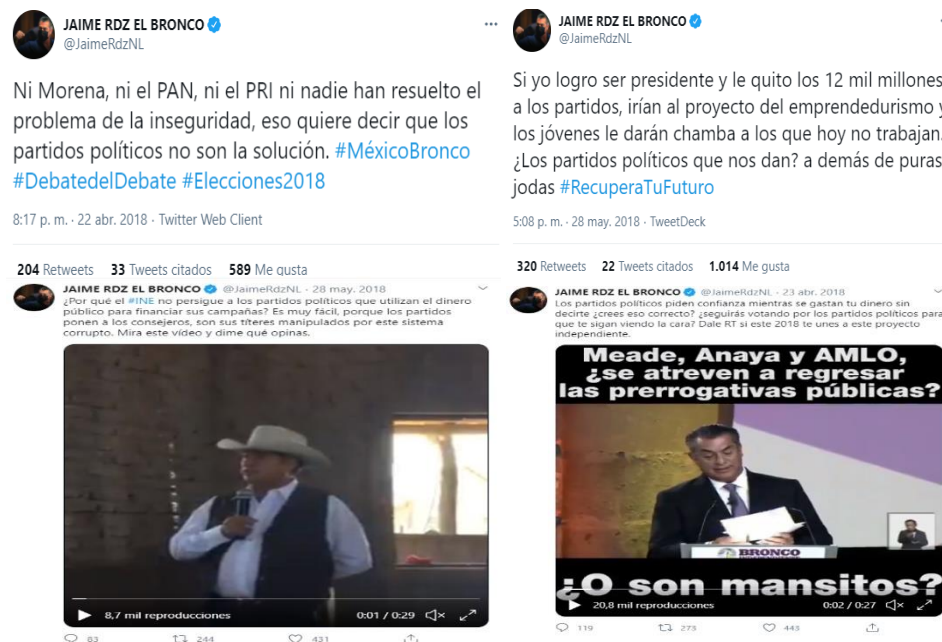 JAIME RDZ EL BRONCO
@JaimeRdzNL
Ni Morena, ni el PAN, ni el PRI ni nadie han resuelto el
problema de la inseguridad, eso quiere decir que los
partidos políticos no son la solución. #MéxicoBronco
#DebatedelDebate #Elecciones2018
8:17 p. m. · 22 abr. 2018 · Twitter Web Client
204 Retweets 33 Tweets citados 589 Me gusta
JAIME RDZ EL BRONCO @JaimeRdzNL · 28 may. 2018
¿Por qué el #INE no persigue a los partidos políticos que utilizan el dinero
público para financiar sus campañas? Es muy fácil, porque los partidos
ponen a los consejeros, son sus títeres manipulados por este sistema
corrupto. Mira este vídeo y dime qué opinas.
8,7 mil reproducciones 0:01 / 0:29
83 244 431
JAIME RDZ EL BRONCO
@JaimeRdzNL
Si yo logro ser presidente y le quito los 12 mil millones
a los partidos, irían al proyecto del emprendedurismo y
los jóvenes le darán chamba a los que hoy no trabajan.
¿Los partidos políticos que nos dan? a demás de puras
jodas #RecuperaTuFuturo
5:08 p. m. · 28 may. 2018 · TweetDeck
320 Retweets 22 Tweets citados 1.014 Me gusta
JAIME RDZ EL BRONCO @JaimeRdzNL · 23 abr. 2018
Los partidos políticos piden confianza mientras se gastan tu dinero sin
decirte ¿crees eso correcto? ¿seguirás votando por los partidos políticos para
que te sigan viendo la cara? Dale RT si este 2018 te unes a este proyecto
independiente.
Meade, Anaya y AMLO,
¿se atreven a regresar
las prerrogativas públicas?
BRONCO
¿O son mansitos?
20,8 mil reproducciones 0:02 / 0:27
119 273 443